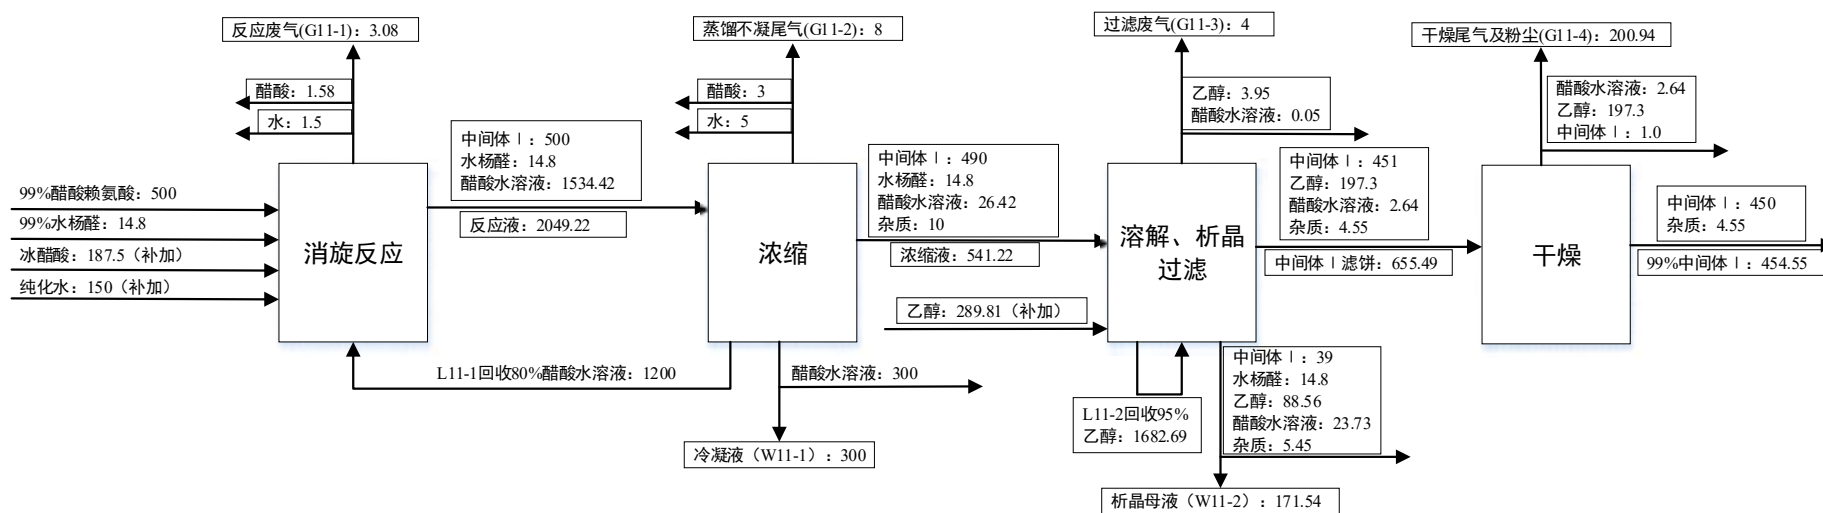 反应废气(G11-1)：3.08
醋酸：1.58
水：1.5
99%醋酸赖氨酸：500
99%水杨醛：14.8
冰醋酸：187.5（补加）
纯化水：150（补加）
消旋反应
中间体Ⅰ：500
水杨醛：14.8
醋酸水溶液：1534.42
反应液：2049.22
蒸馏不凝尾气(G11-2)：8
醋酸：3
水：5
浓缩
L11-1回收80%醋酸水溶液：1200
醋酸水溶液：300
冷凝液（W11-1）：300
中间体Ⅰ：490
水杨醛：14.8
醋酸水溶液：26.42
杂质：10
浓缩液：541.22
乙醇：289.81（补加）
过滤废气(G11-3)：4
乙醇：3.95
醋酸水溶液：0.05
溶解、析晶
过滤
L11-2回收95%
乙醇：1682.69
中间体Ⅰ：39
水杨醛：14.8
乙醇：88.56
醋酸水溶液：23.73
杂质：5.45
析晶母液（W11-2）：171.54
中间体Ⅰ：451
乙醇：197.3
醋酸水溶液：2.64
杂质：4.55
中间体Ⅰ滤饼：655.49
干燥尾气及粉尘(G11-4)：200.94
醋酸水溶液：2.64
乙醇：197.3
中间体Ⅰ：1.0
干燥
中间体Ⅰ：450
杂质：4.55
99%中间体Ⅰ：454.55